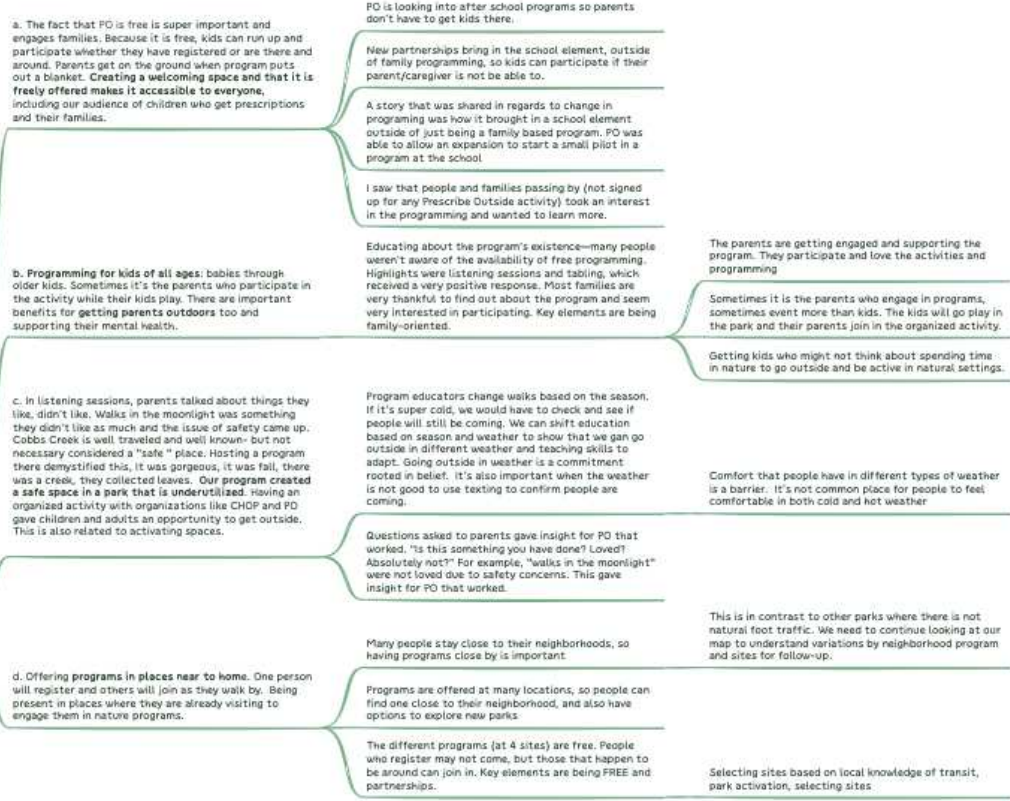 a. The fact that PO is free is super important and
engages families. Because it is free, kids can run up and
participate whether they have registered or are there and
around. Parents get on the ground when program puts
out a blanket. Creating a welcoming space and that it is
freely offered makes it accessible to everyone,
including our audience of children who get prescriptions
and their families.
PO is looking into after school programs so parents
don't have to get kids there.
New partnerships bring in the school element, outside
of family programming, so kids can participate if their
parent/caregiver is not be able to.
A story that was shared in regards to change in
programing was how it brought in a school element
outside of just being a family based program. PO was
able to allow an expansion to start a small pilot in a
program at the school
I saw that people and families passing by (not signed
up for any Prescribe Outside activity) took an interest
in the programming and wanted to learn more.
b. Programming for kids of all ages: babies through
older kids. Sometimes it's the parents who participate in
the activity while their kids play. There are important
benefits for getting parents outdoors too and
supporting their mental health.
Educating about the program's existence—many people
weren't aware of the availability of free programming.
Highlights were listening sessions and tabling, which
received a very positive response. Most families are
very thankful to find out about the program and seem
very interested in participating. Key elements are being
family-oriented.
The parents are getting engaged and supporting the
program. They participate and love the activities and
programming
Sometimes it is the parents who engage in programs,
sometimes event more than kids. The kids will go play in
the park and their parents join in the organized activity.
Getting kids who might not think about spending time
in nature to go outside and be active in natural settings.
c. In listening sessions, parents talked about things they
like, didn't like. Walks in the moonlight was something
they didn't like as much and the issue of safety came up.
Cobbs Creek is well traveled and well known- but not
necessary considered a "safe " place. Hosting a program
there demystified this, it was gorgeous, it was fall, there
was a creek, they collected leaves. Our program created
a safe space in a park that is underutilized. Having an
organized activity with organizations like CHOP and PO
gave children and adults an opportunity to get outside.
This is also related to activating spaces.
Program educators change walks based on the season.
If it's super cold, we would have to check and see if
people will still be coming. We can shift education
based on season and weather to show that we gan go
outside in different weather and teaching skills to
adapt. Going outside in weather is a commitment
rooted in belief. It's also important when the weather
is not good to use texting to confirm people are
coming.
Comfort that people have in different types of weather
is a barrier. It's not common place for people to feel
comfortable in both cold and hot weather
Questions asked to parents gave insight for PO that
worked. "Is this something you have done? Loved?
Absolutely not?" For example, "walks in the moonlight"
were not loved due to safety concerns. This gave
insight for PO that worked.
d. Offering programs in places near to home. One person
will register and others will join as they walk by. Being
present in places where they are already visiting to
engage them in nature programs.
Many people stay close to their neighborhoods, so
having programs close by is important
This is in contrast to other parks where there is not
natural foot traffic. We need to continue looking at our
map to understand variations by neighborhood program
and sites for follow-up.
Programs are offered at many locations, so people can
find one close to their neighborhood, and also have
options to explore new parks
The different programs (at 4 sites) are free. People
who register may not come, but those that happen to
be around can join in. Key elements are being FREE and
partnerships.
Selecting sites based on local knowledge of transit,
park activation, selecting sites